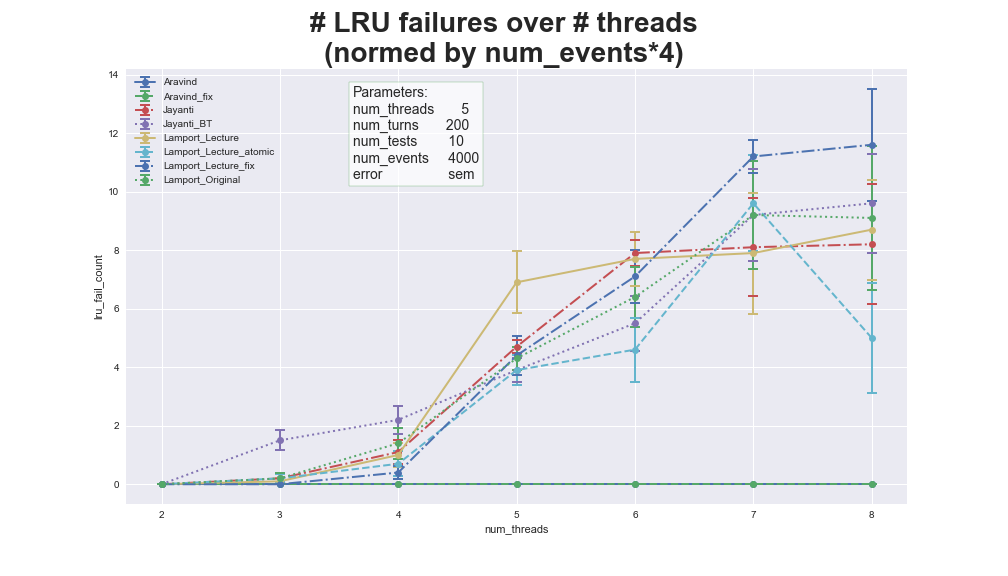 # LRU failures over # threads
(normed by num_events*4)
Aravind
Aravind_fix
Jayanti
Jayanti_BT
Lamport_Lecture
Lamport_Lecture_atomic
Lamport_Lecture_fix
Lamport_Original
Parameters:
num_threads 5
num_turns 200
num_tests 10
num_events 4000
error sem
14
12
10
8
6
4
2
0
lru_fail_count
2 3 4 5 6 7 8
num_threads